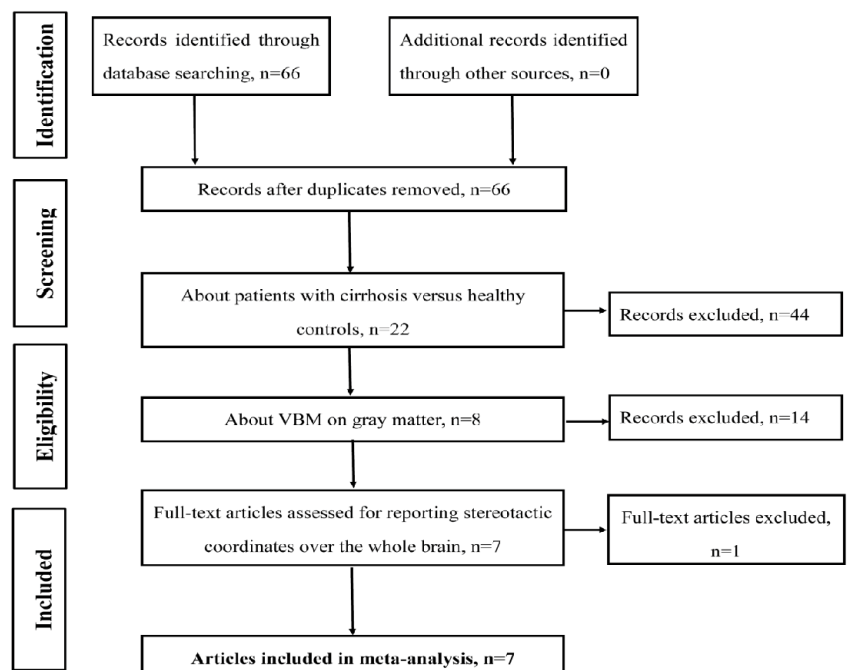 Identification
Records identified through
database searching, n=66
Additional records identified
through other sources, n=0
Records after duplicates removed, n=66
Screening
About patients with cirrhosis versus healthy
controls, n=22
Records excluded, n=44
Eligibility
About VBM on gray matter, n=8
Records excluded, n=14
Full-text articles assessed for reporting stereotactic
coordinates over the whole brain, n=7
Full-text articles excluded,
n=1
Included
Articles included in meta-analysis, n=7